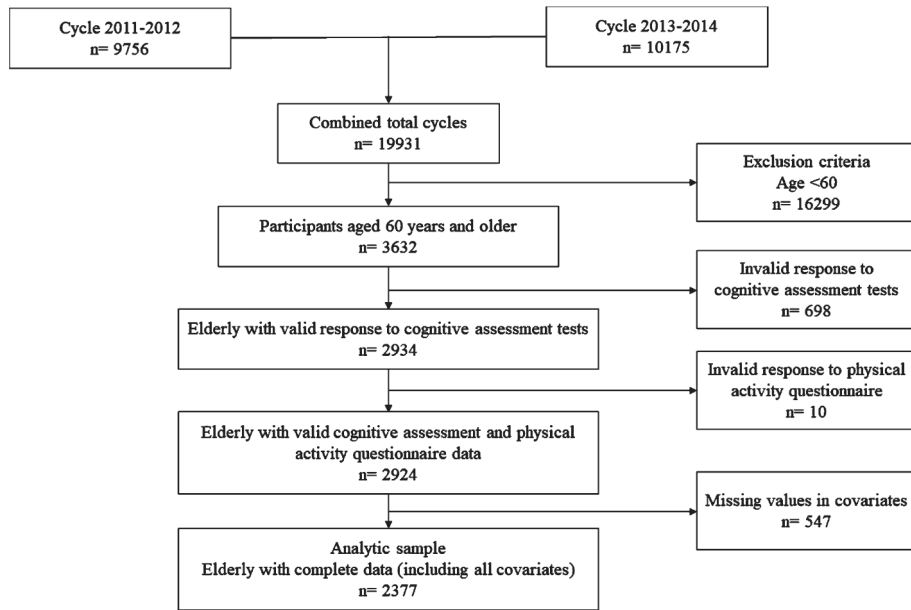 Cycle 2011-2012
n= 9756
Cycle 2013-2014
n= 10175
Combined total cycles
n= 19931
Exclusion criteria
Age <60
n= 16299
Participants aged 60 years and older
n= 3632
Invalid response to
cognitive assessment tests
n= 698
Elderly with valid response to cognitive assessment tests
n= 2934
Invalid response to physical
activity questionnaire
n= 10
Elderly with valid cognitive assessment and physical
activity questionnaire data
n= 2924
Missing values in covariates
n= 547
Analytic sample
Elderly with complete data (including all covariates)
n= 2377